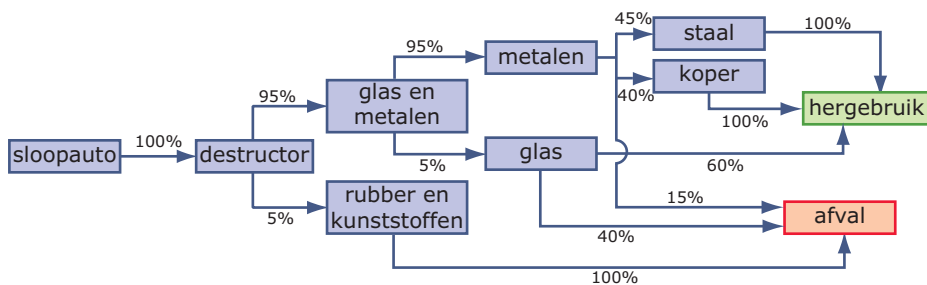 45%
staal
100%
95%
metalen
koper
95%
glas en
metalen
40%
100%
hergebruik
sloopauto
100%
destructor
5%
glas
60%
5%
rubber en
kunststoffen
15%
afval
40%
100%